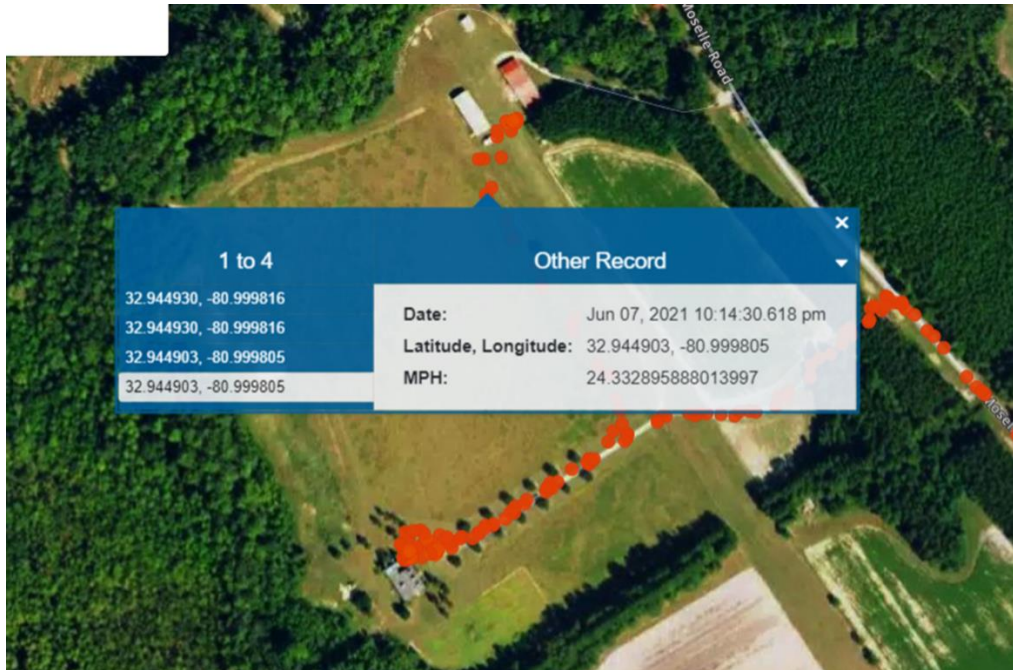 Moselle Road
1 to 4
Other Record
32.944930, -80.999816
32.944930, -80.999816
32.944903, -80.999805
32.944903, -80.999805
Date: Jun 07, 2021 10:14:30.618 pm
Latitude, Longitude: 32.944903, -80.999805
MPH: 24.332895888013997